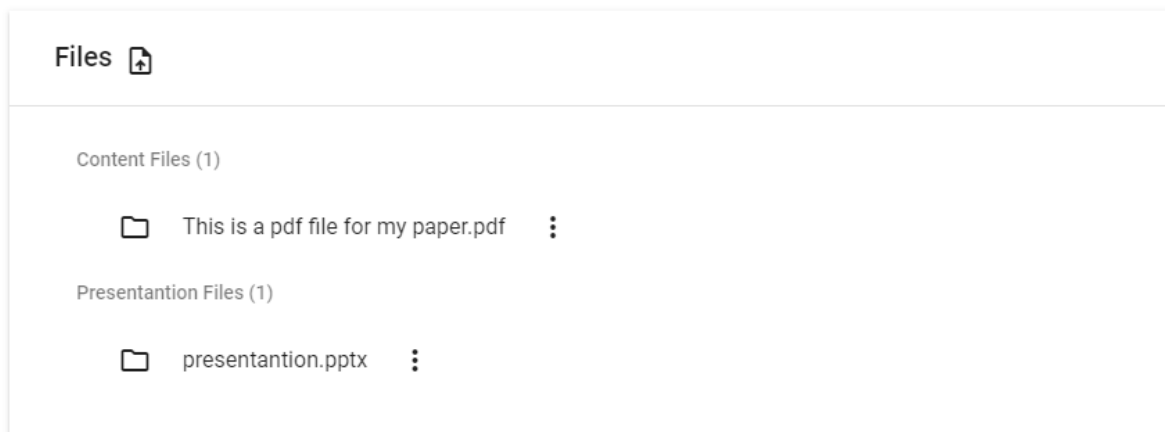 Files
Content Files (1)
This is a pdf file for my paper.pdf
Presentantion Files (1)
presentantion.pptx